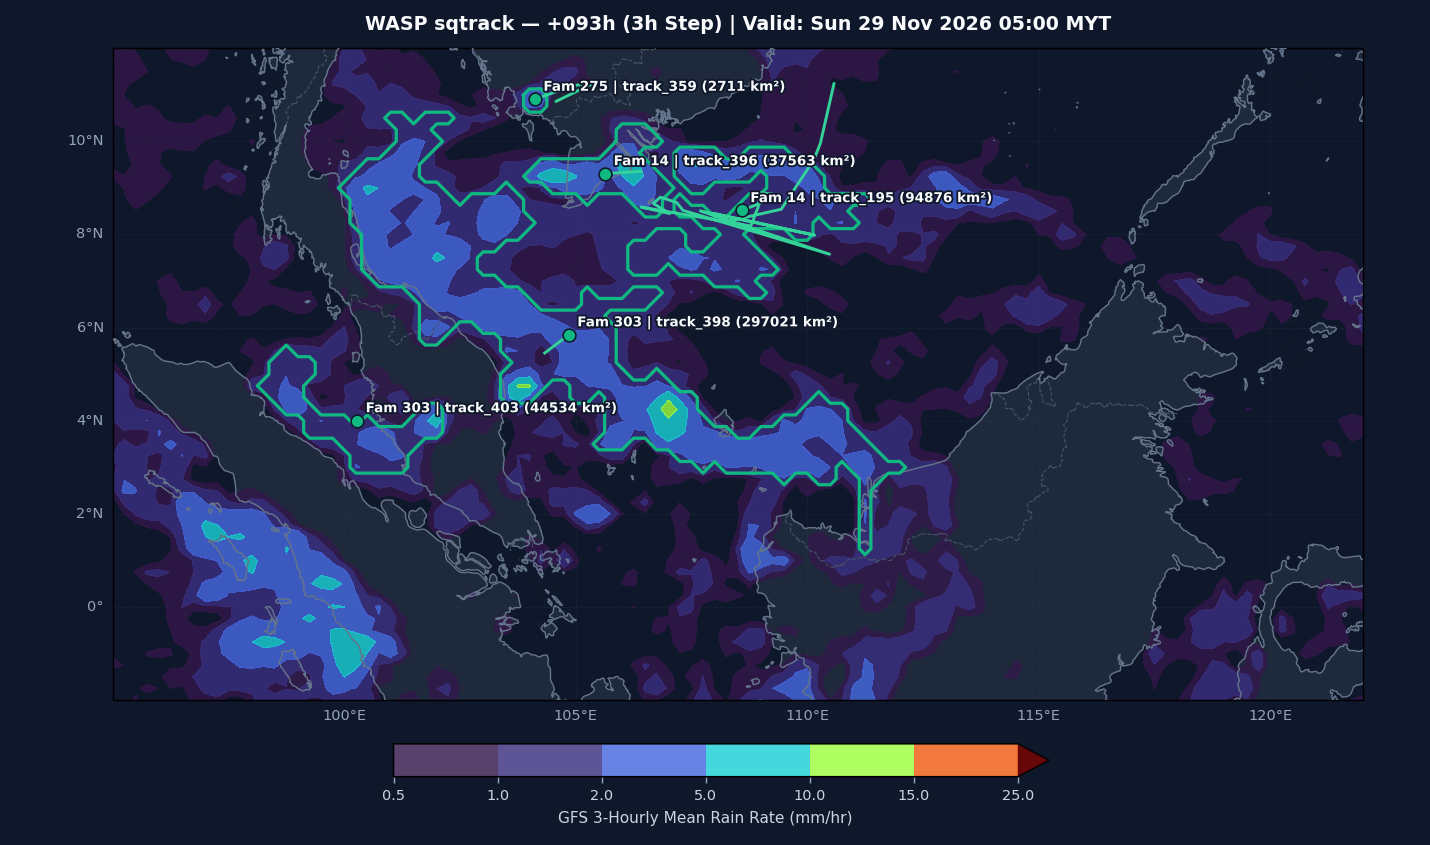 WASP sqtrack — +093h (3h Step) | Valid: Sun 29 Nov 2026 05:00 MYT
Fam 275 | track_359 (2711 km²)
10°N
Fam 14 | track_396 (37563 km²)
Fam 14 | track_195 (94876 km²)
8°N
Fam 303 | track_398 (297021 km²)
6°N
Fam 303 | track_403 (44534 km²)
4°N
2°N
0°
100°E 105°E 110°E 115°E 120°E
0.5 1.0 2.0 5.0 10.0 15.0 25.0
GFS 3-Hourly Mean Rain Rate (mm/hr)